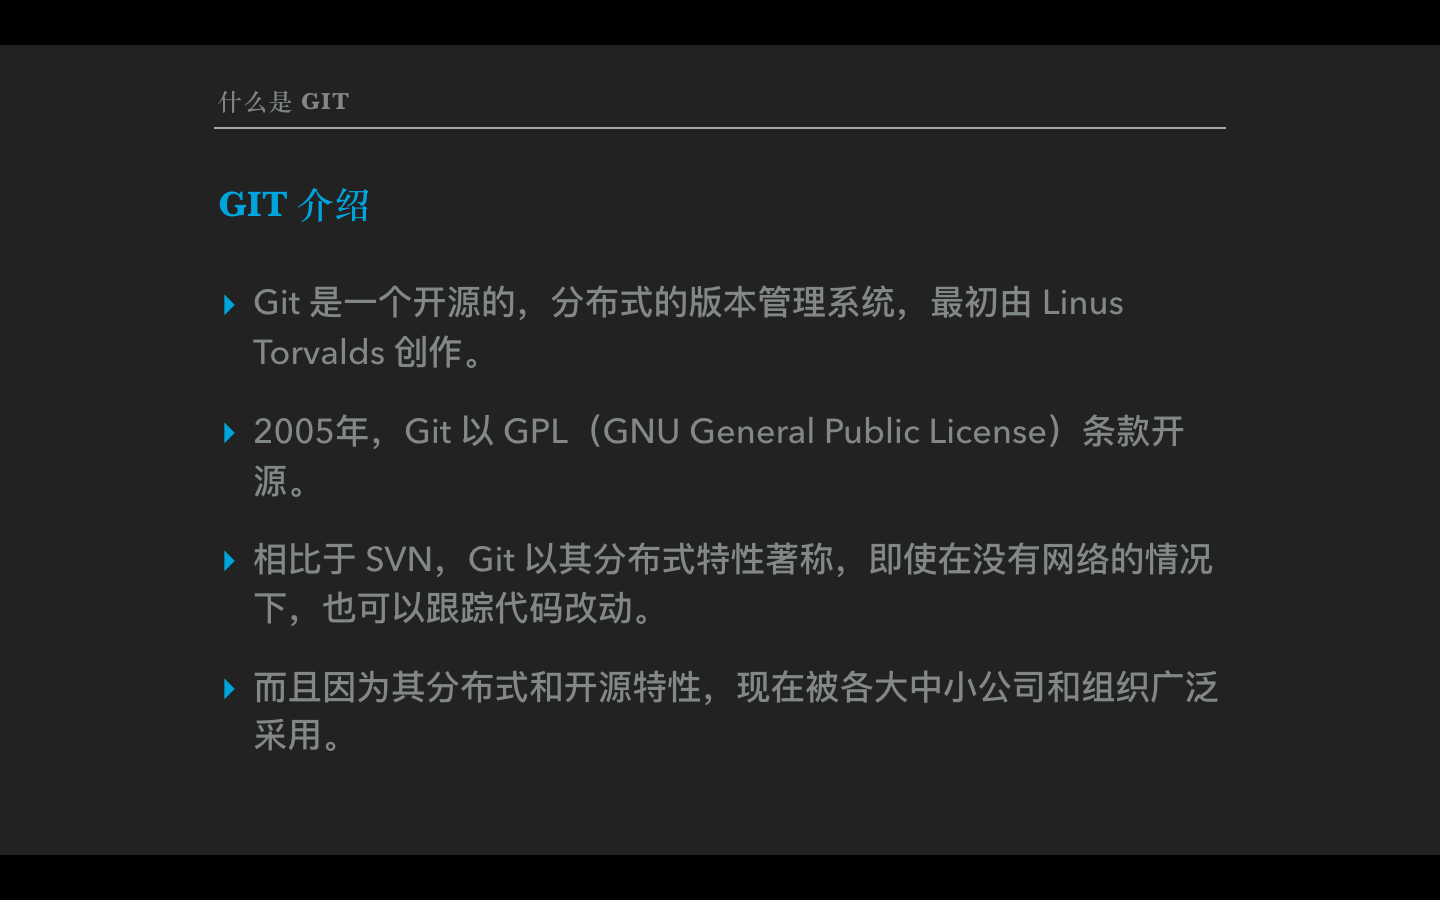 什么是 GIT
GIT 介绍
Git 是一个开源的，分布式的版本管理系统，最初由 Linus
Torvalds 创作。
2005年，Git 以 GPL（GNU General Public License）条款开
源。
相比于 SVN，Git 以其分布式特性著称，即使在没有网络的情况
下，也可以跟踪代码改动。
而且因为其分布式和开源特性，现在被各大中小公司和组织广泛
采用。